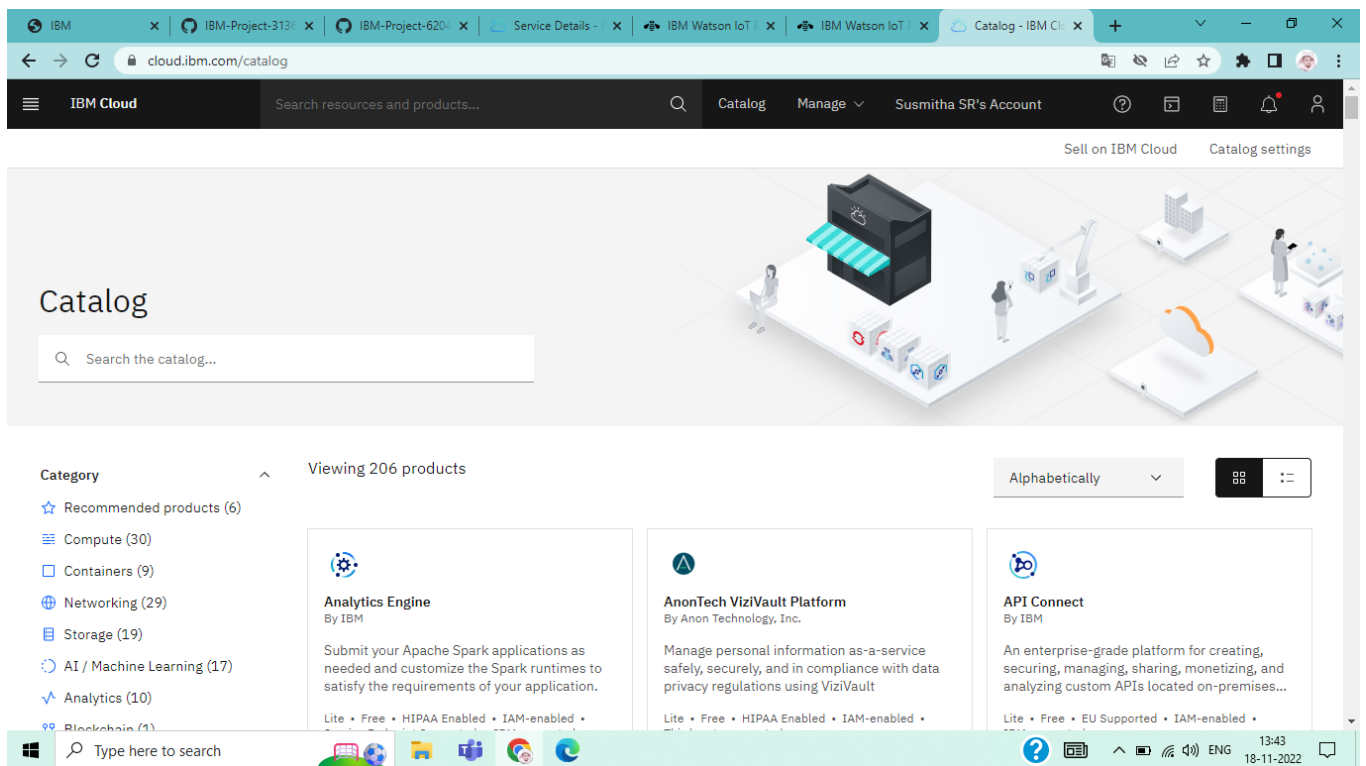 IBM
IBM-Project-3136
IBM-Project-6204
Service Details -
IBM Watson IoT
IBM Watson IoT
Catalog - IBM Clo
cloud.ibm.com/catalog
IBM Cloud
Search resources and products...
Catalog
Manage
Susmitha SR's Account
Sell on IBM Cloud
Catalog settings
Catalog
Search the catalog...
Category
Viewing 206 products
Alphabetically
Recommended products (6)
Compute (30)
Containers (9)
Networking (29)
Storage (19)
AI / Machine Learning (17)
Analytics (10)
Blockchain (1)
Analytics Engine
By IBM
Submit your Apache Spark applications as
needed and customize the Spark runtimes to
satisfy the requirements of your application.
Lite • Free • HIPAA Enabled • IAM-enabled •
AnonTech ViziVault Platform
By Anon Technology, Inc.
Manage personal information as-a-service
safely, securely, and in compliance with data
privacy regulations using ViziVault
Lite • Free • HIPAA Enabled • IAM-enabled •
API Connect
By IBM
An enterprise-grade platform for creating,
securing, managing, sharing, monetizing, and
analyzing custom APIs located on-premises...
Lite • Free • EU Supported • IAM-enabled •
Type here to search
ENG
13:43
18-11-2022